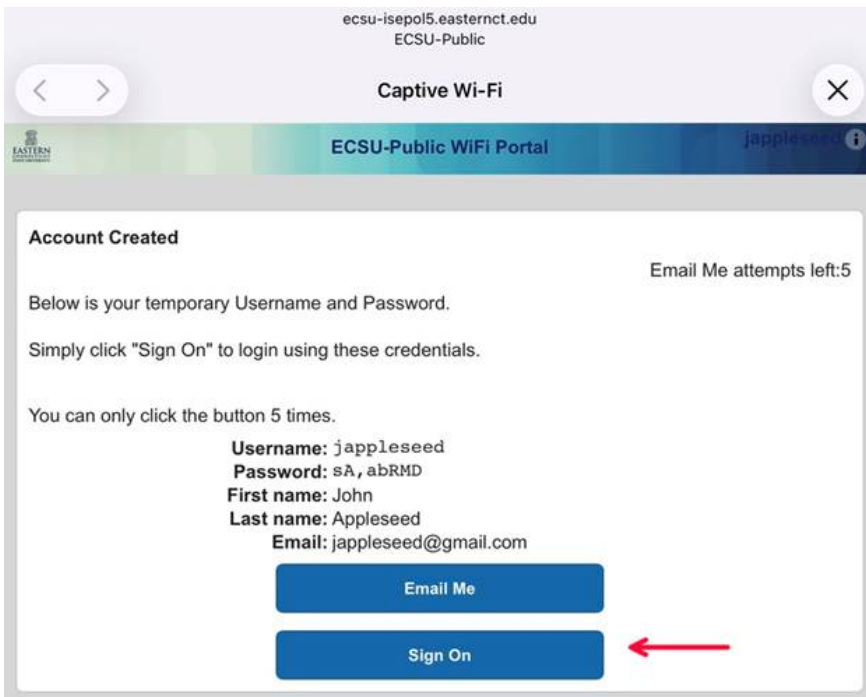 ecsu-isepol5.easternct.edu
ECSU-Public
Captive Wi-Fi
EASTERN
ECSU-Public WiFi Portal
jappleseed
Account Created
Email Me attempts left:5
Below is your temporary Username and Password.
Simply click "Sign On" to login using these credentials.
You can only click the button 5 times.
Username: jappleseed
Password: sA,abRMD
First name: John
Last name: Appleseed
Email: jappleseed@gmail.com
Email Me
Sign On